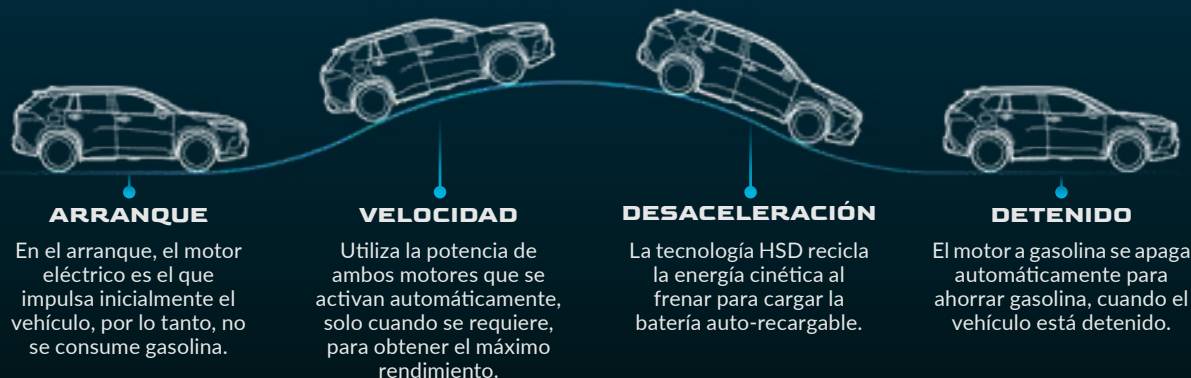 ARRANQUE
En el arranque, el motor
eléctrico es el que
impulsa inicialmente el
vehículo, por lo tanto, no
se consume gasolina.
VELOCIDAD
Utiliza la potencia de
ambos motores que se
activan automáticamente,
solo cuando se requiere,
para obtener el máximo
rendimiento.
DESACELERACIÓN
La tecnología HSD recicla
la energía cinética al
frenar para cargar la
batería auto-recargable.
DETENIDO
El motor a gasolina se apaga
automáticamente para
ahorrar gasolina, cuando el
vehículo está detenido.